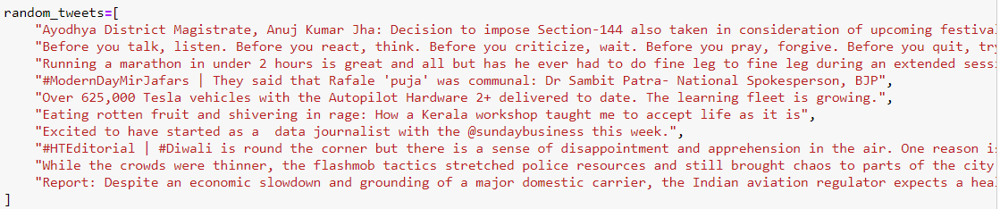 random_tweets=[
"Ayodhya District Magistrate, Anuj Kumar Jha: Decision to impose Section-144 also taken in consideration of upcoming festiva
"Before you talk, listen. Before you react, think. Before you criticize, wait. Before you pray, forgive. Before you quit, try
"Running a marathon in under 2 hours is great and all but has he ever had to do fine leg to fine leg during an extended sess
"#ModernDayMirJafars | They said that Rafale 'puja' was communal: Dr Sambit Patra- National Spokesperson, BJP",
"Over 625,000 Tesla vehicles with the Autopilot Hardware 2+ delivered to date. The learning fleet is growing.",
"Eating rotten fruit and shivering in rage: How a Kerala workshop taught me to accept life as it is",
"Excited to have started as a  data journalist with the @sundaybusiness this week.",
"#HTEditorial | #Diwali is round the corner but there is a sense of disappointment and apprehension in the air. One reason is
"While the crowds were thinner, the flashmob tactics stretched police resources and still brought chaos to parts of the city
"Report: Despite an economic slowdown and grounding of a major domestic carrier, the Indian aviation regulator expects a hea
]